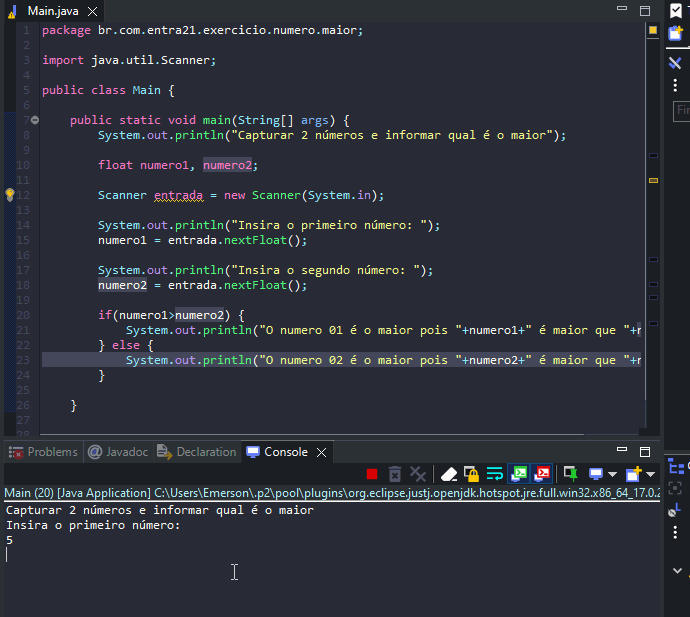 Main.java
1 package br.com.entra21.exercicio.numero.maior;
2
3 import java.util.Scanner;
4
5 public class Main {
6
7 public static void main(String[] args) {
8 System.out.println("Capturar 2 números e informar qual é o maior");
9
10 float numero1, numero2;
11
12 Scanner entrada = new Scanner(System.in);
13
14 System.out.println("Insira o primeiro número: ");
15 numero1 = entrada.nextFloat();
16
17 System.out.println("Insira o segundo número: ");
18 numero2 = entrada.nextFloat();
19
20 if(numero1>numero2) {
21 System.out.println("O numero 01 é o maior pois "+numero1+" é maior que "+
22 } else {
23 System.out.println("O numero 02 é o maior pois "+numero2+" é maior que "+
24 }
25
26 }
27
28
Problems @ Javadoc Declaration Console
Main (20) [Java Application] C:\Users\Emerson\.p2\pool\plugins\org.eclipse.justj.openjdk.hotspot.jre.full.win32.x86_64_17.0.2
Capturar 2 números e informar qual é o maior
Insira o primeiro número:
5